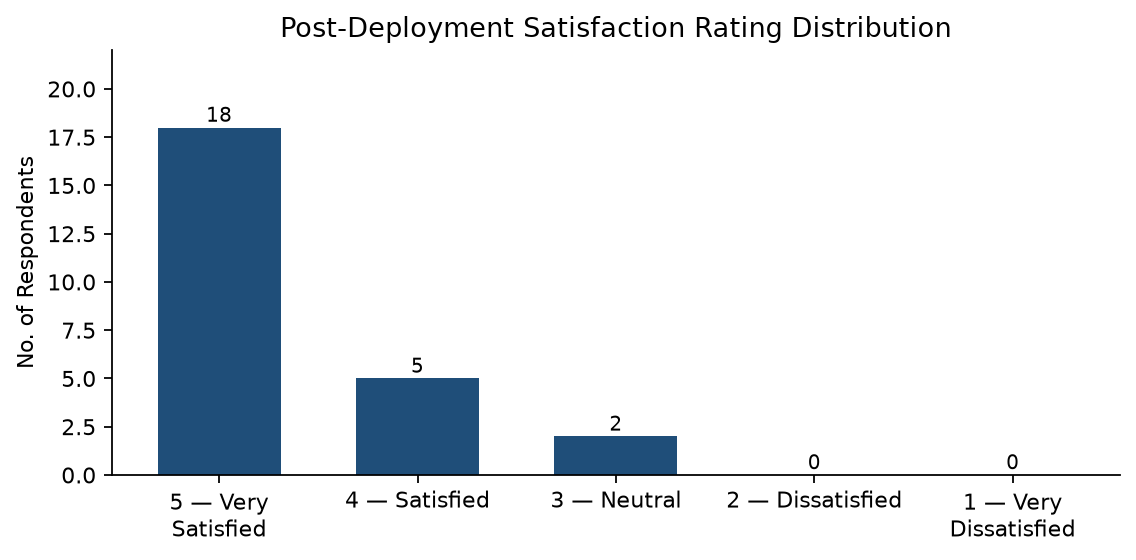 Post-Deployment Satisfaction Rating Distribution
No. of Respondents
20.0
17.5
15.0
12.5
10.0
7.5
5.0
2.5
0.0
18
5
2
0
0
5 — Very
Satisfied
4 — Satisfied
3 — Neutral
2 — Dissatisfied
1 — Very
Dissatisfied